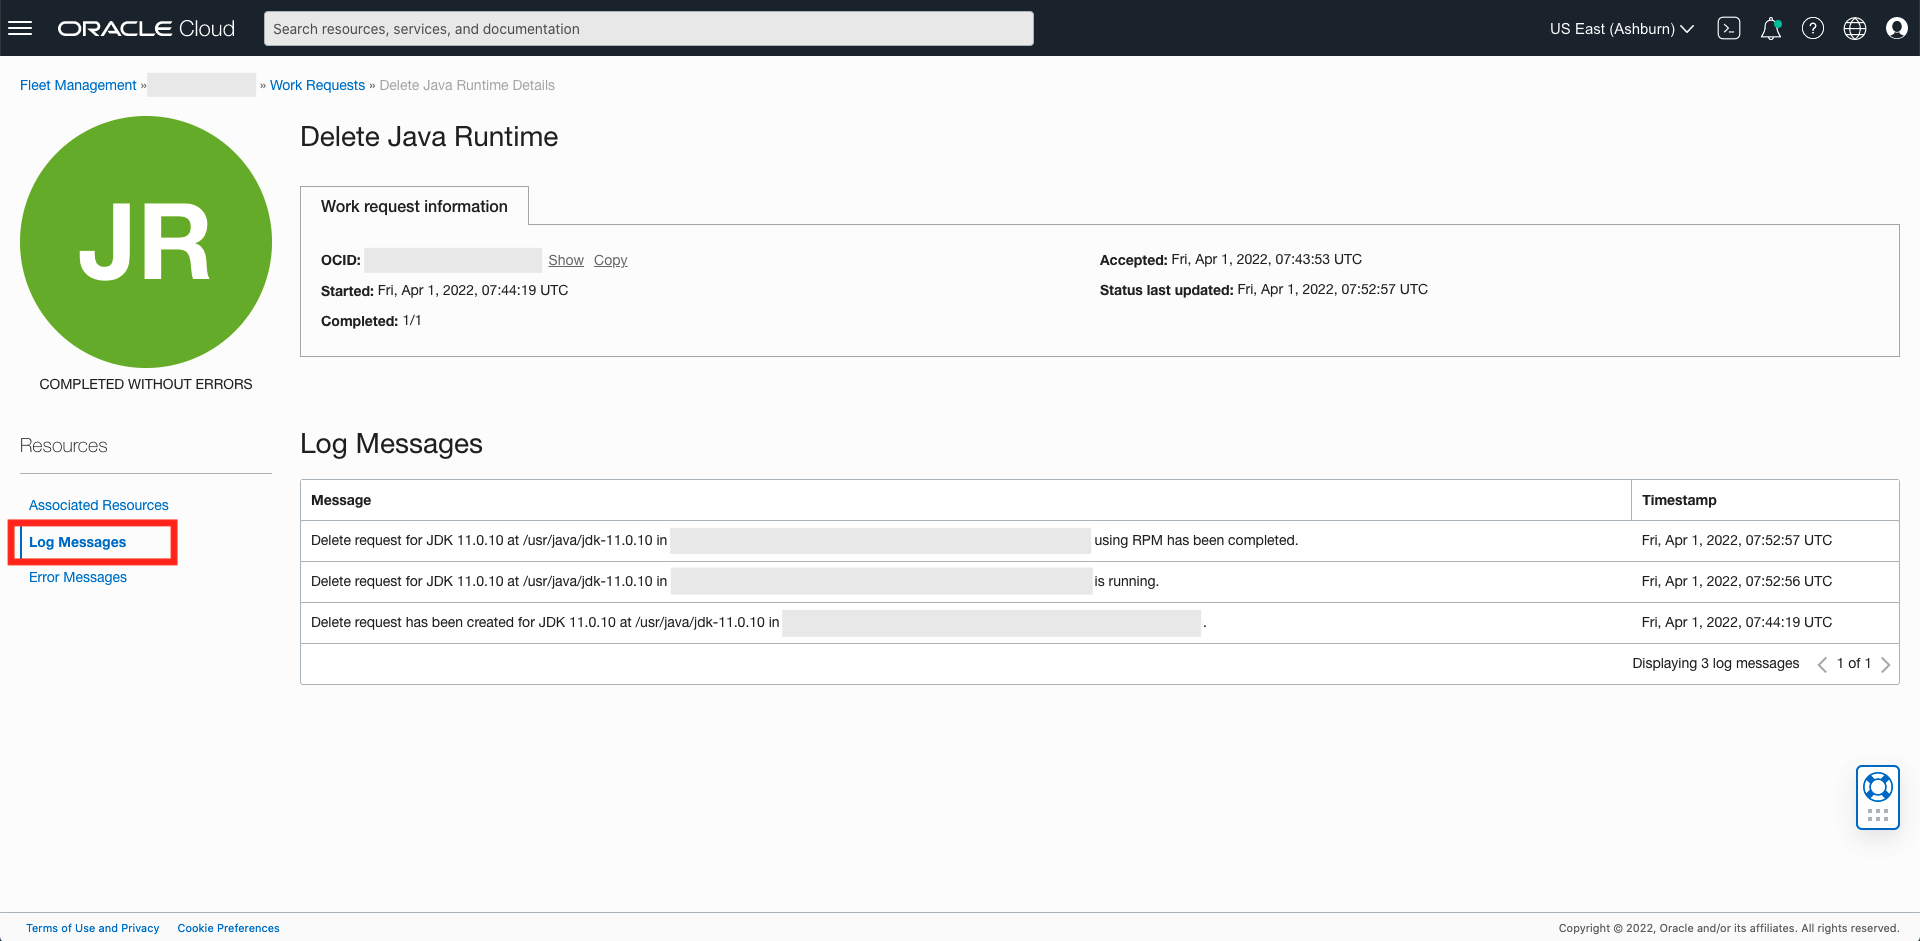 ORACLE Cloud
Search resources, services, and documentation
US East (Ashburn)
Fleet Management » » Work Requests » Delete Java Runtime Details
JR
COMPLETED WITHOUT ERRORS
Delete Java Runtime
Work request information
OCID: Show Copy
Started: Fri, Apr 1, 2022, 07:44:19 UTC
Completed: 1/1
Accepted: Fri, Apr 1, 2022, 07:43:53 UTC
Status last updated: Fri, Apr 1, 2022, 07:52:57 UTC
Resources
Associated Resources
Log Messages
Error Messages
Log Messages
Message Timestamp
Delete request for JDK 11.0.10 at /usr/java/jdk-11.0.10 in using RPM has been completed. Fri, Apr 1, 2022, 07:52:57 UTC
Delete request for JDK 11.0.10 at /usr/java/jdk-11.0.10 in is running. Fri, Apr 1, 2022, 07:52:56 UTC
Delete request has been created for JDK 11.0.10 at /usr/java/jdk-11.0.10 in . Fri, Apr 1, 2022, 07:44:19 UTC
Displaying 3 log messages < 1 of 1 >
Terms of Use and Privacy Cookie Preferences
Copyright © 2022, Oracle and/or its affiliates. All rights reserved.